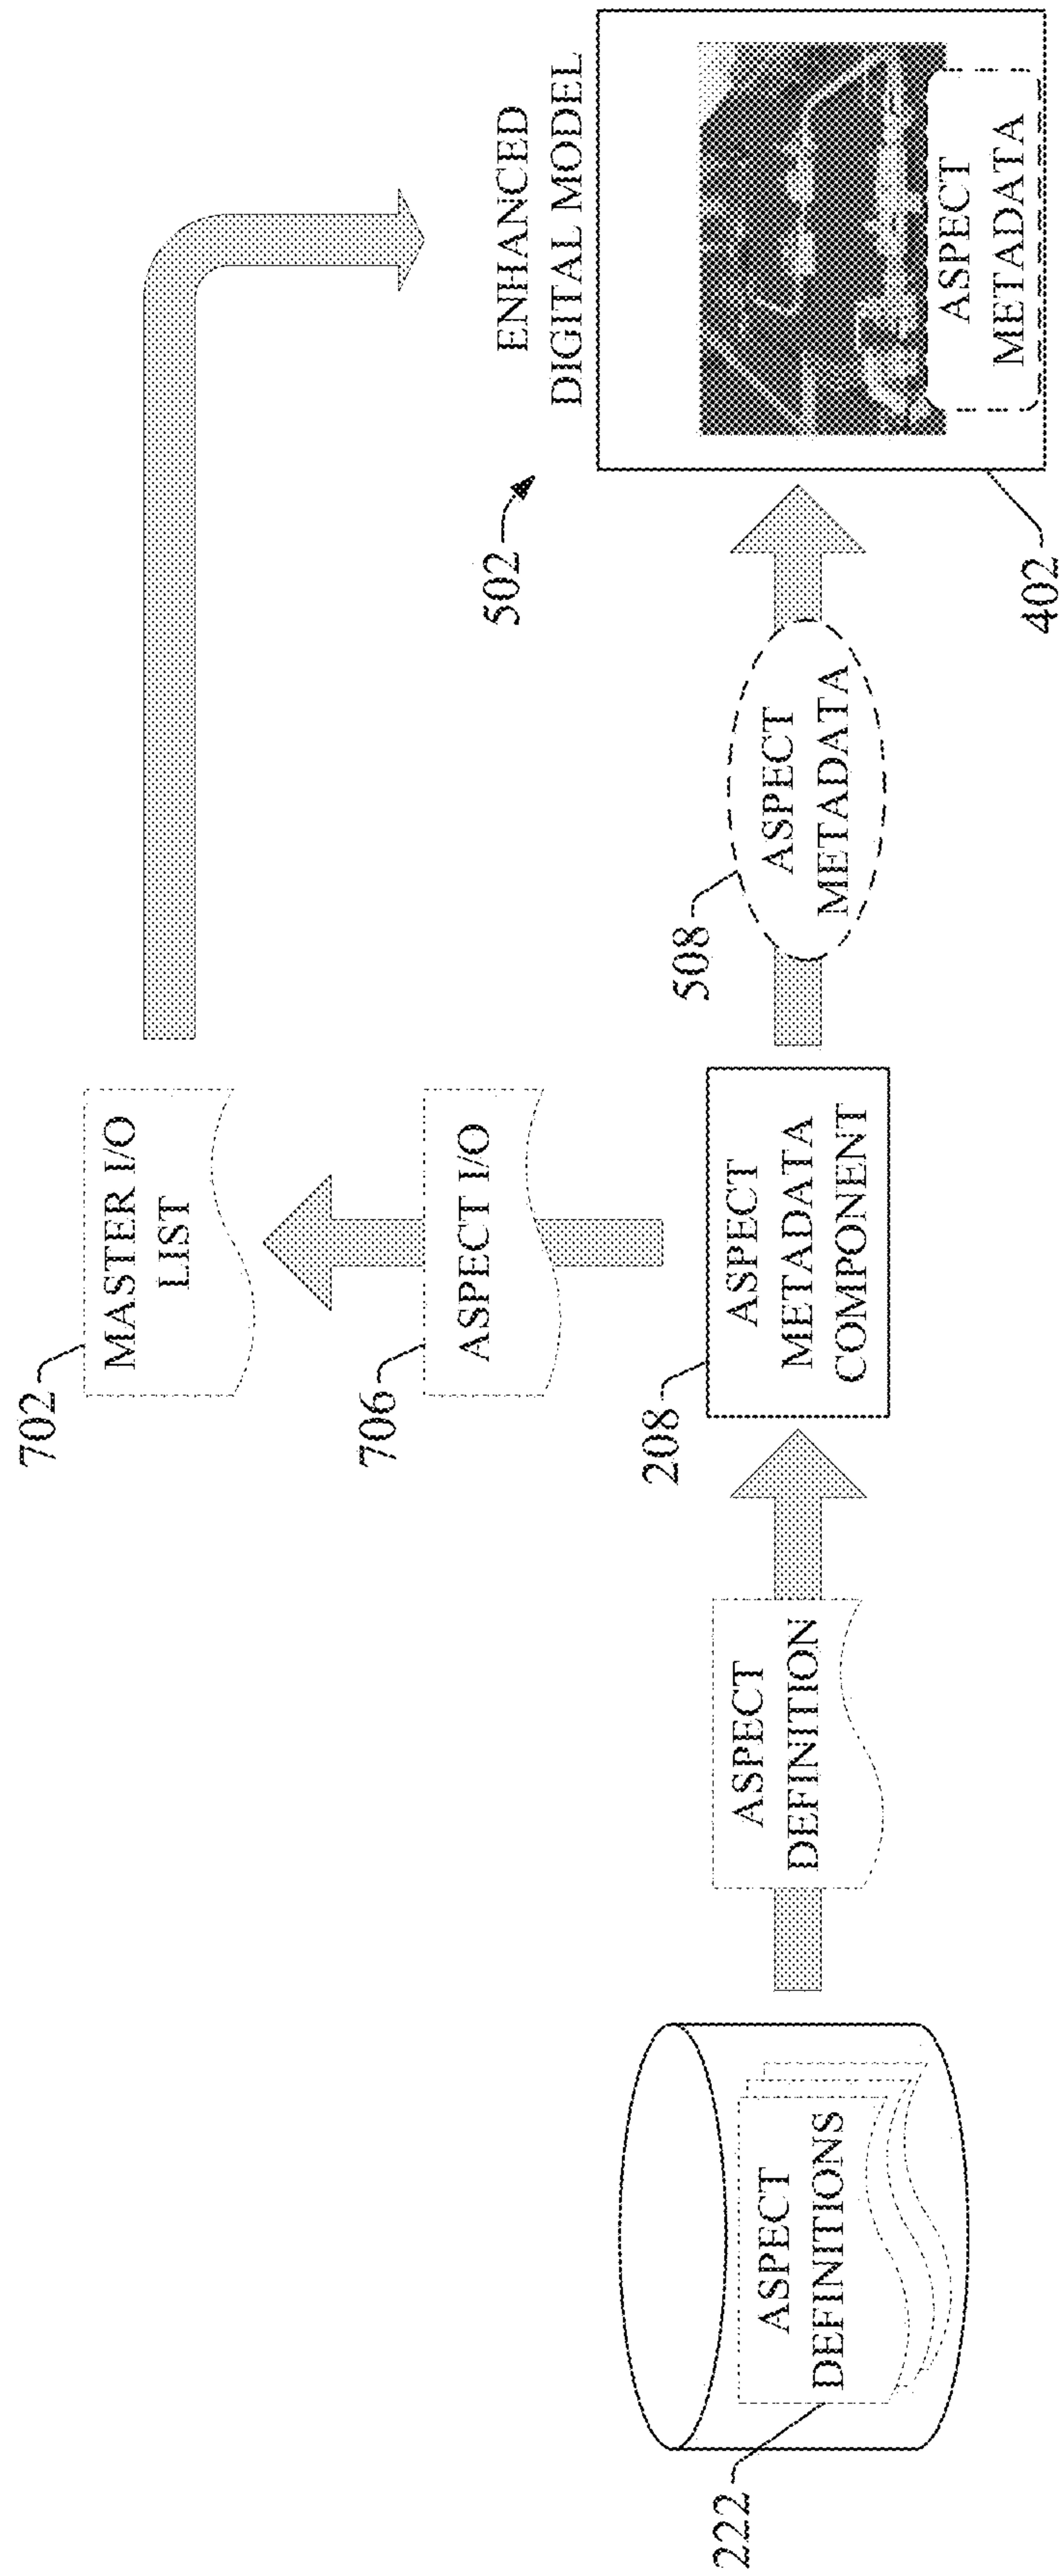 702
MASTER I/O
LIST
706
ASPECT I/O
ENHANCED
DIGITAL MODEL
502
222
ASPECT
DEFINITIONS
ASPECT
DEFINITION
208
ASPECT
METADATA
COMPONENT
508
ASPECT
METADATA
ASPECT
METADATA
402